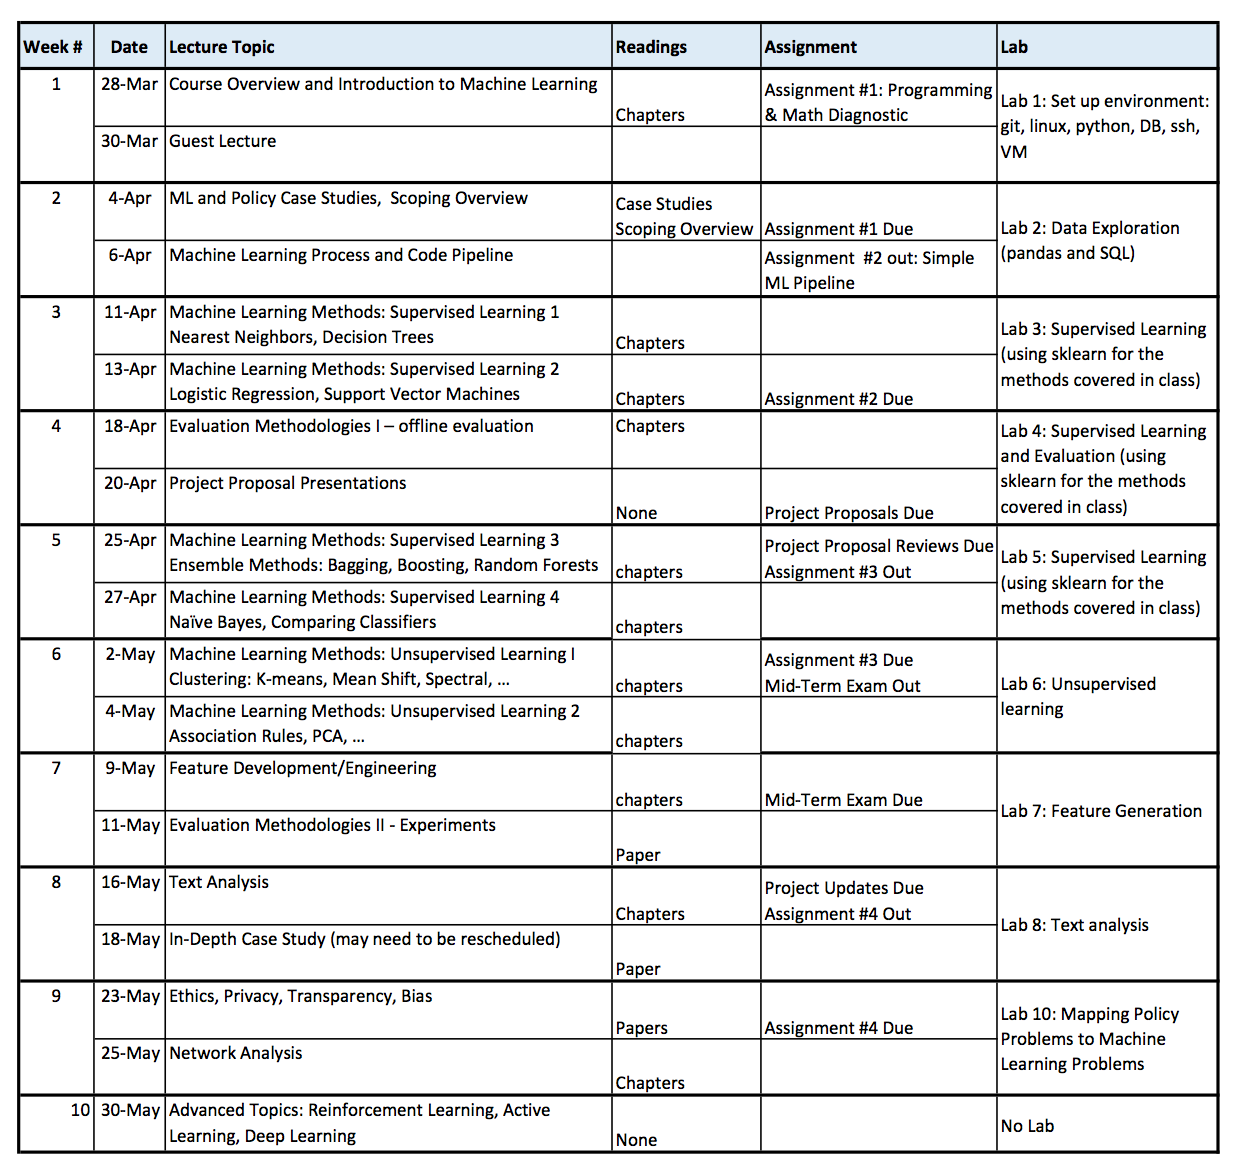 Week # Date Lecture Topic Readings Assignment Lab
1 28-Mar Course Overview and Introduction to Machine Learning
Chapters
Assignment #1: Programming
& Math Diagnostic
Lab 1: Set up environment:
git, linux, python, DB, ssh,
VM
30-Mar Guest Lecture
2 4-Apr ML and Policy Case Studies,  Scoping Overview
Case Studies
Scoping Overview
Assignment #1 Due
Lab 2: Data Exploration
(pandas and SQL)
6-Apr Machine Learning Process and Code Pipeline
Assignment  #2 out: Simple
ML Pipeline
3 11-Apr Machine Learning Methods: Supervised Learning 1
Nearest Neighbors, Decision Trees
Chapters
Lab 3: Supervised Learning
(using sklearn for the
methods covered in class)
13-Apr Machine Learning Methods: Supervised Learning 2
Logistic Regression, Support Vector Machines
Chapters
Assignment #2 Due
4 18-Apr Evaluation Methodologies I – offline evaluation
Chapters
Lab 4: Supervised Learning
and Evaluation (using
sklearn for the methods
covered in class)
20-Apr Project Proposal Presentations
None
Project Proposals Due
5 25-Apr Machine Learning Methods: Supervised Learning 3
Ensemble Methods: Bagging, Boosting, Random Forests
chapters
Project Proposal Reviews Due
Assignment #3 Out
Lab 5: Supervised Learning
(using sklearn for the
methods covered in class)
27-Apr Machine Learning Methods: Supervised Learning 4
Naïve Bayes, Comparing Classifiers
chapters
6 2-May Machine Learning Methods: Unsupervised Learning I
Clustering: K-means, Mean Shift, Spectral, ...
chapters
Assignment #3 Due
Mid-Term Exam Out
Lab 6: Unsupervised
learning
4-May Machine Learning Methods: Unsupervised Learning 2
Association Rules, PCA, ...
chapters
7 9-May Feature Development/Engineering
chapters
Mid-Term Exam Due
Lab 7: Feature Generation
11-May Evaluation Methodologies II - Experiments
Paper
8 16-May Text Analysis
Chapters
Project Updates Due
Assignment #4 Out
Lab 8: Text analysis
18-May In-Depth Case Study (may need to be rescheduled)
Paper
9 23-May Ethics, Privacy, Transparency, Bias
Papers
Assignment #4 Due
Lab 10: Mapping Policy
Problems to Machine
Learning Problems
25-May Network Analysis
Chapters
10 30-May Advanced Topics: Reinforcement Learning, Active
Learning, Deep Learning
None
No Lab